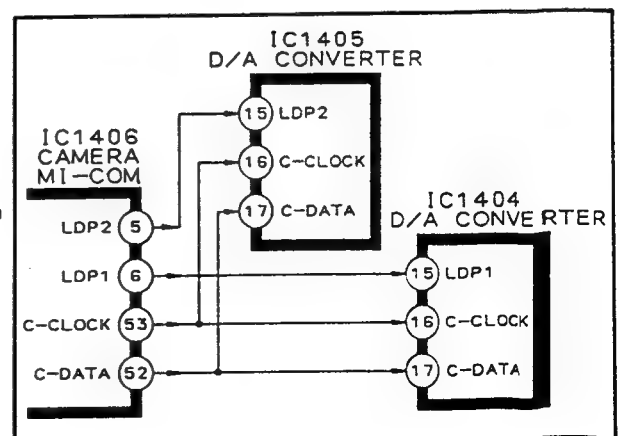 IC1405
D/A CONVERTER
15 LDP2
16 C-CLOCK
17 C-DATA
IC1406
CAMERA
MI-COM
LDP2 5
LDP1 6
C-CLOCK 53
C-DATA 52
IC1404
D/A CONVERTER
15 LDP1
16 C-CLOCK
17 C-DATA